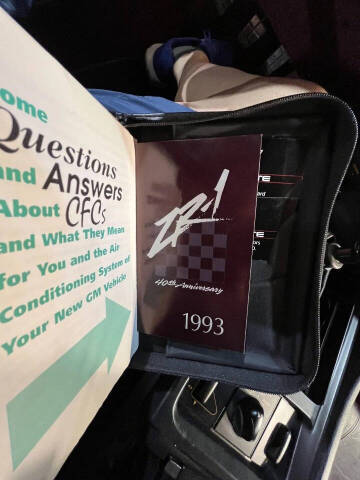 Some
Questions
and Answers
About CFCs
and What They Mean
for You and the Air
Conditioning System of
Your New GM Vehicle
ZR-1
40th Anniversary
1993